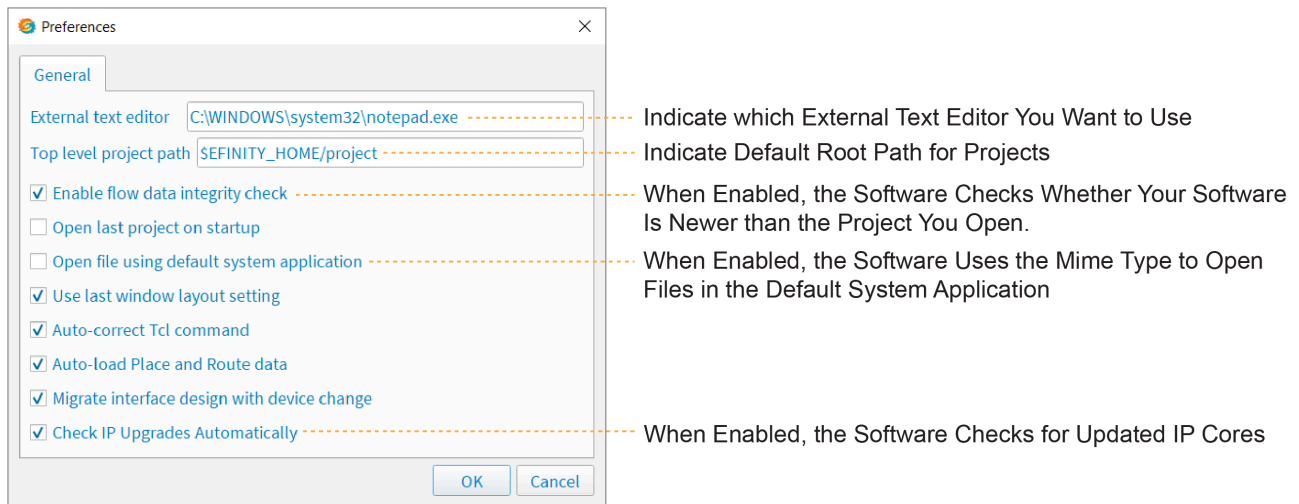 Preferences
General
External text editor C:\WINDOWS\system32\notepad.exe
Indicate which External Text Editor You Want to Use
Top level project path $EFINITY_HOME/project
Indicate Default Root Path for Projects
Enable flow data integrity check
When Enabled, the Software Checks Whether Your Software
Is Newer than the Project You Open.
Open last project on startup
Open file using default system application
When Enabled, the Software Uses the Mime Type to Open
Files in the Default System Application
Use last window layout setting
Auto-correct Tcl command
Auto-load Place and Route data
Migrate interface design with device change
Check IP Upgrades Automatically
When Enabled, the Software Checks for Updated IP Cores
OK Cancel